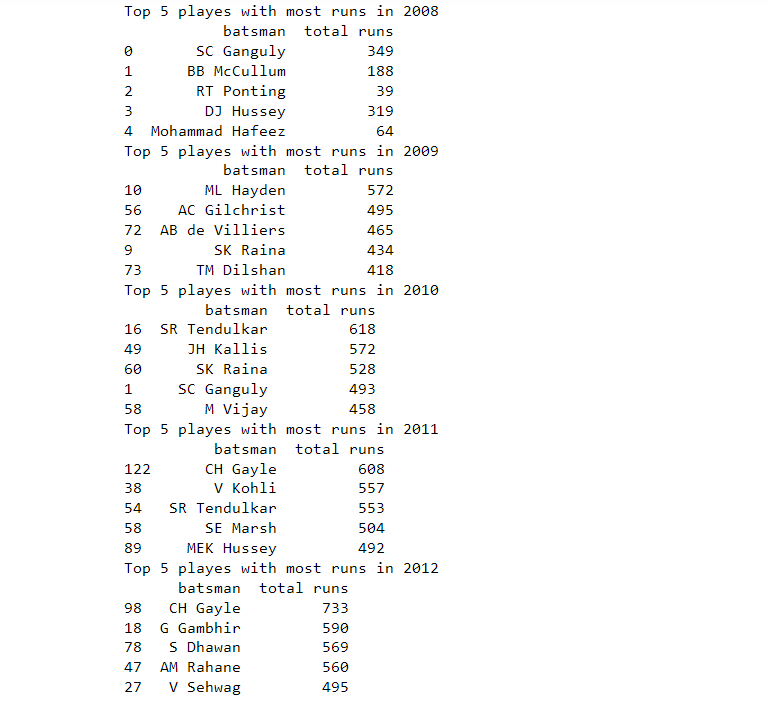 Top 5 playes with most runs in 2008
batsman total runs
0 SC Ganguly 349
1 BB McCullum 188
2 RT Ponting 39
3 DJ Hussey 319
4 Mohammad Hafeez 64
Top 5 playes with most runs in 2009
batsman total runs
10 ML Hayden 572
56 AC Gilchrist 495
72 AB de Villiers 465
9 SK Raina 434
73 TM Dilshan 418
Top 5 playes with most runs in 2010
batsman total runs
16 SR Tendulkar 618
49 JH Kallis 572
60 SK Raina 528
1 SC Ganguly 493
58 M Vijay 458
Top 5 playes with most runs in 2011
batsman total runs
122 CH Gayle 608
38 V Kohli 557
54 SR Tendulkar 553
58 SE Marsh 504
89 MEK Hussey 492
Top 5 playes with most runs in 2012
batsman total runs
98 CH Gayle 733
18 G Gambhir 590
78 S Dhawan 569
47 AM Rahane 560
27 V Sehwag 495